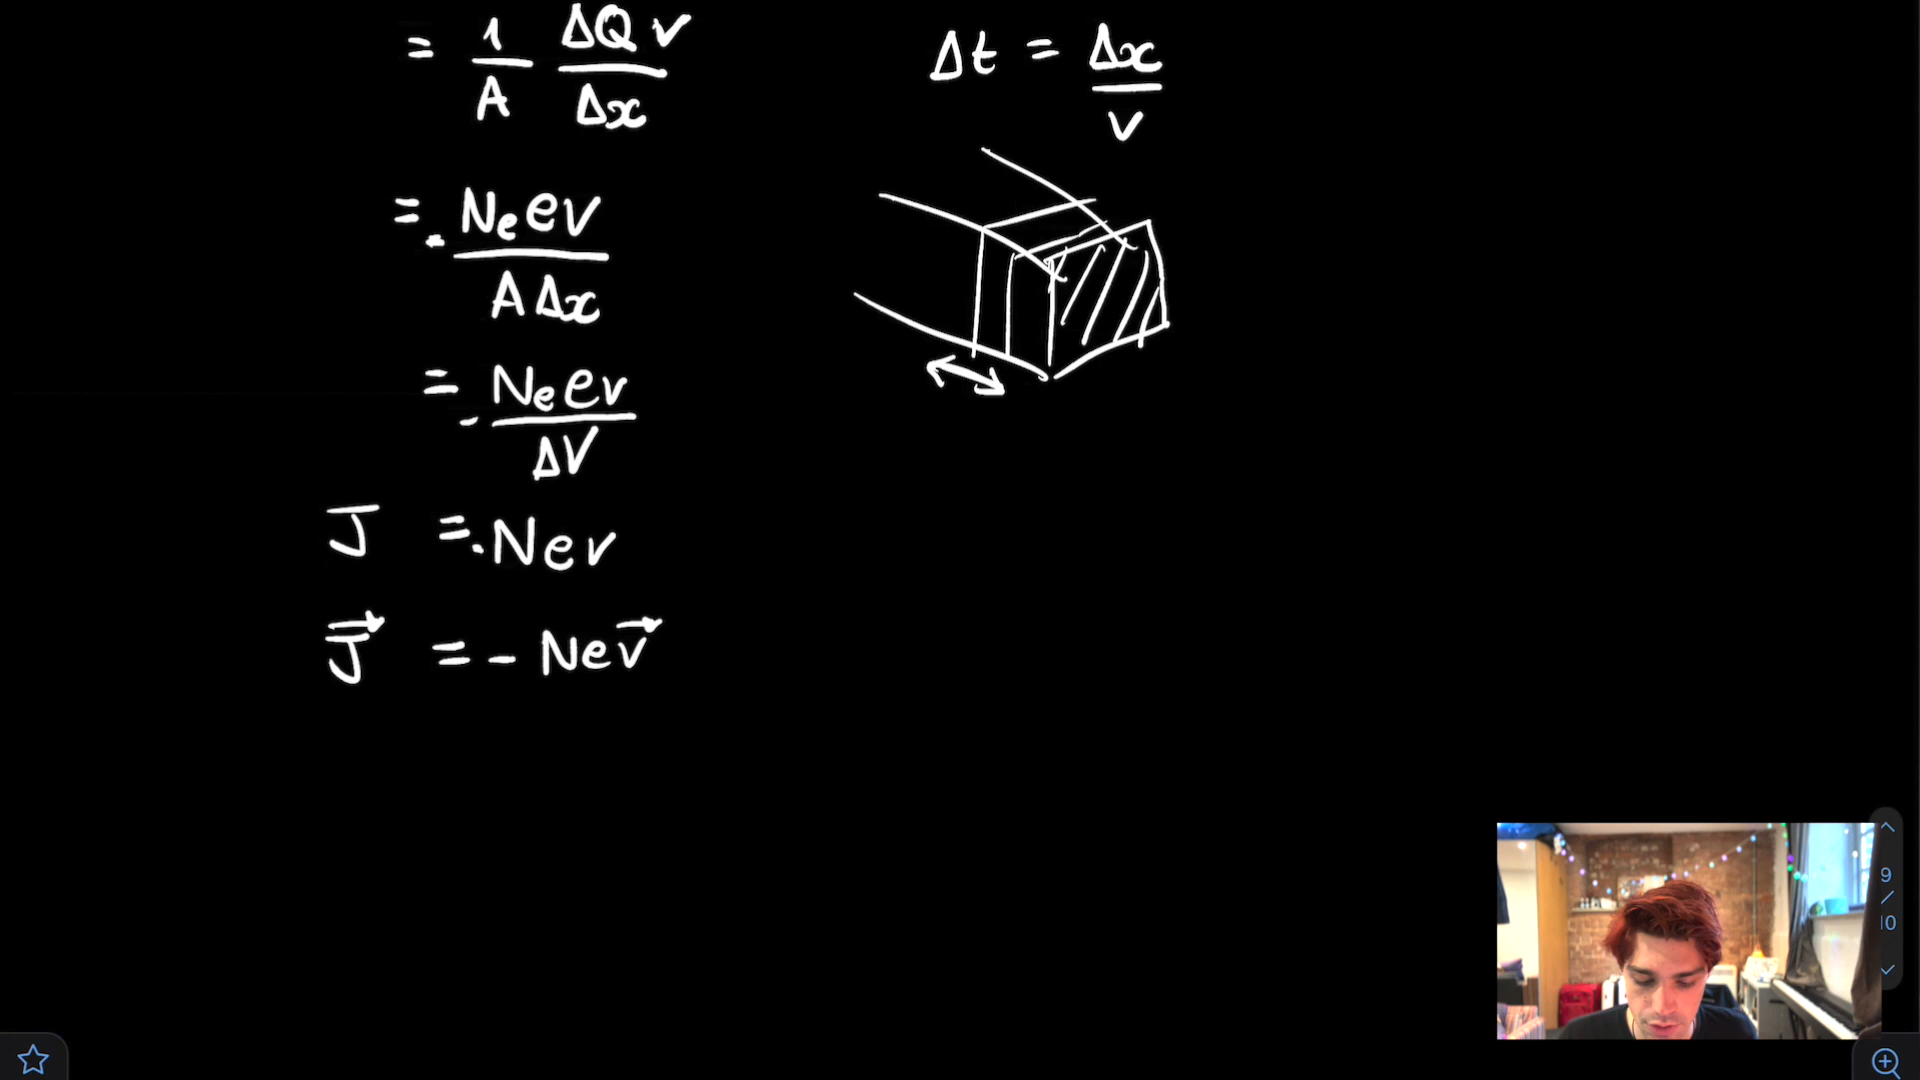 = 1/A ΔQ v/Δx
Δt = Δx/v
= - Nₑev/AΔx
= - Nₑev/ΔV
J = - Nev
J⃗ = - Nev⃗
9
/
10